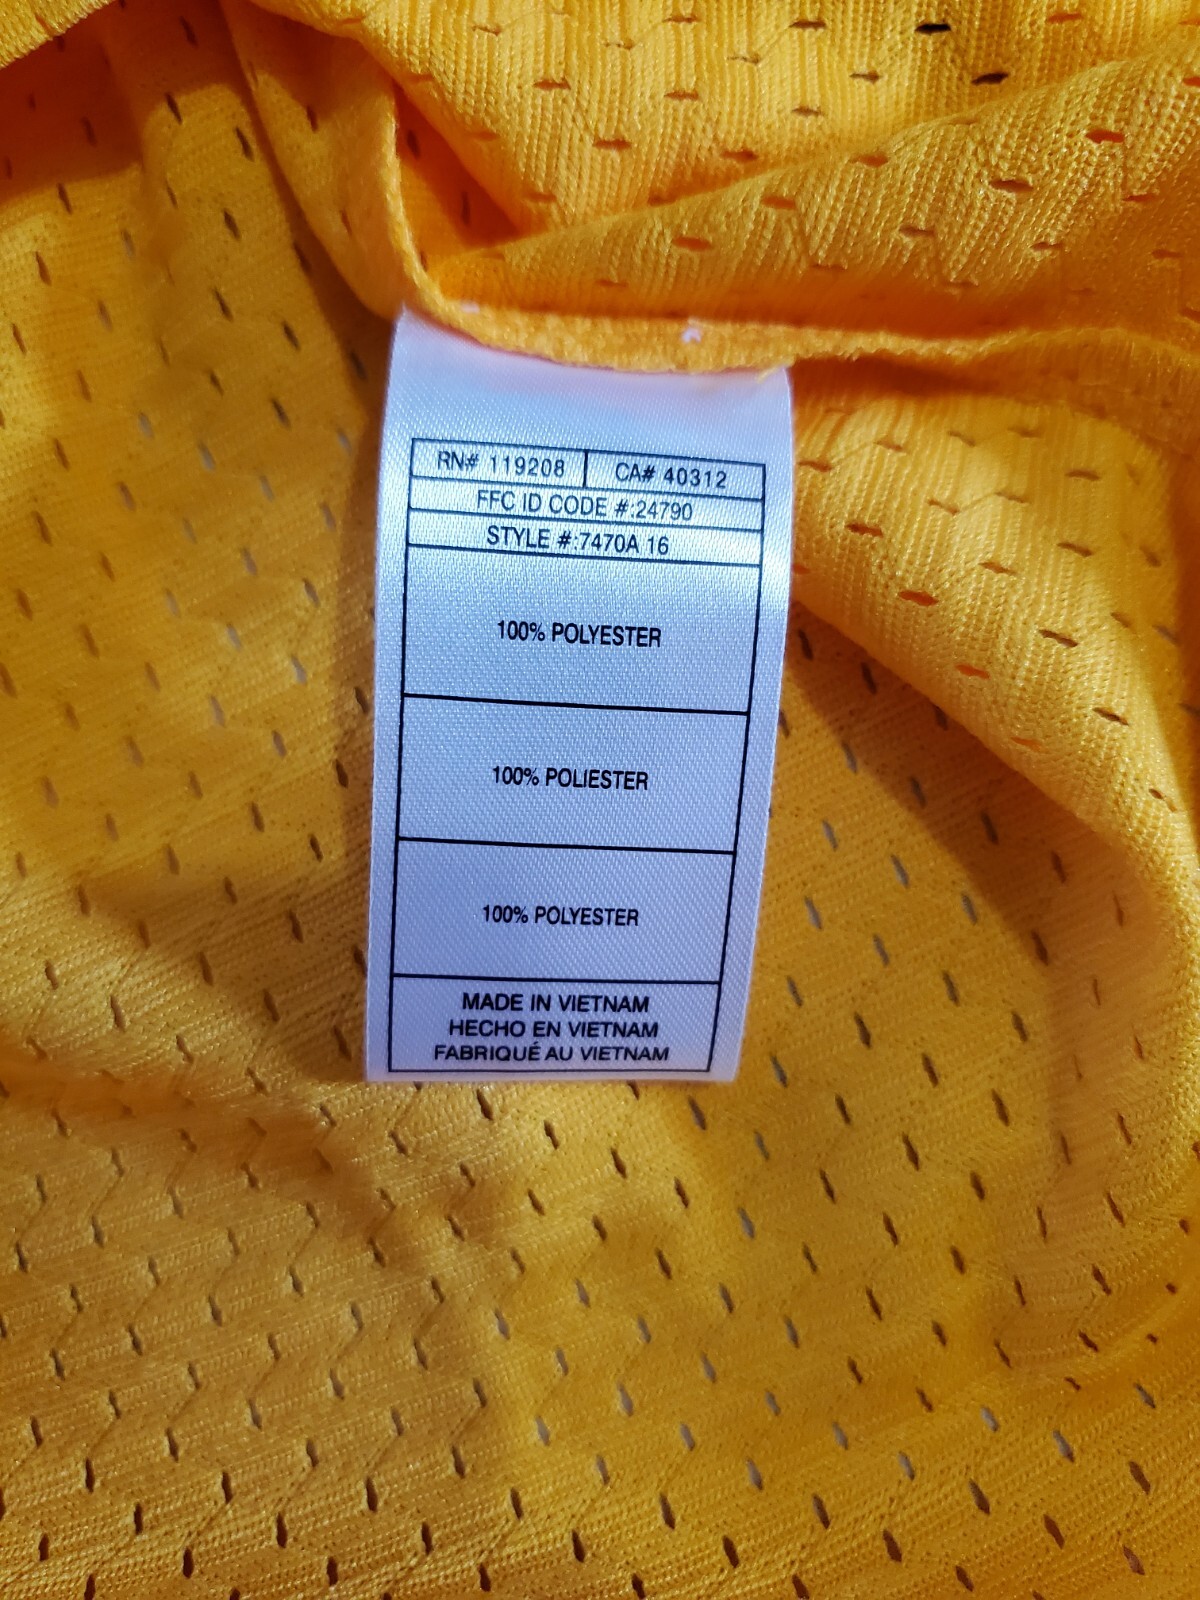 RN# 119208 CA# 40312
FFC ID CODE #:24790
STYLE #:7470A 16
100% POLYESTER
100% POLIESTER
100% POLYESTER
MADE IN VIETNAM
HECHO EN VIETNAM
FABRIQUÉ AU VIETNAM